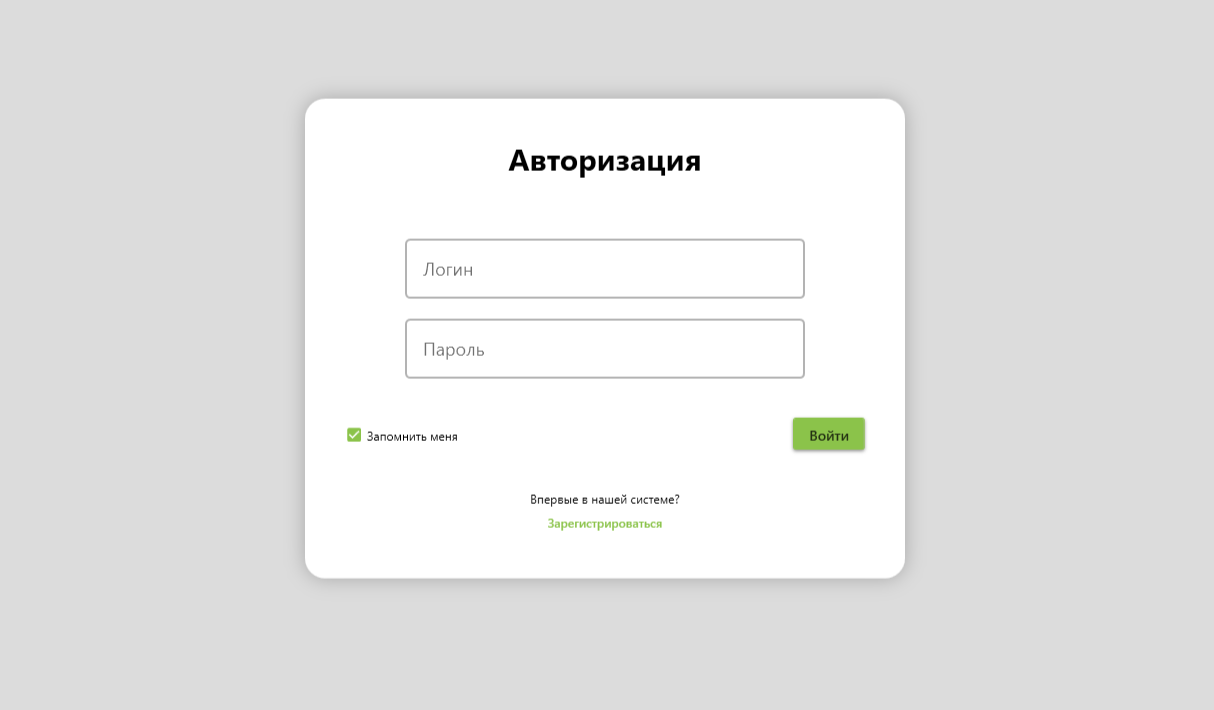 Авторизация
Логин
Пароль
Запомнить меня
Войти
Впервые в нашей системе?
Зарегистрироваться